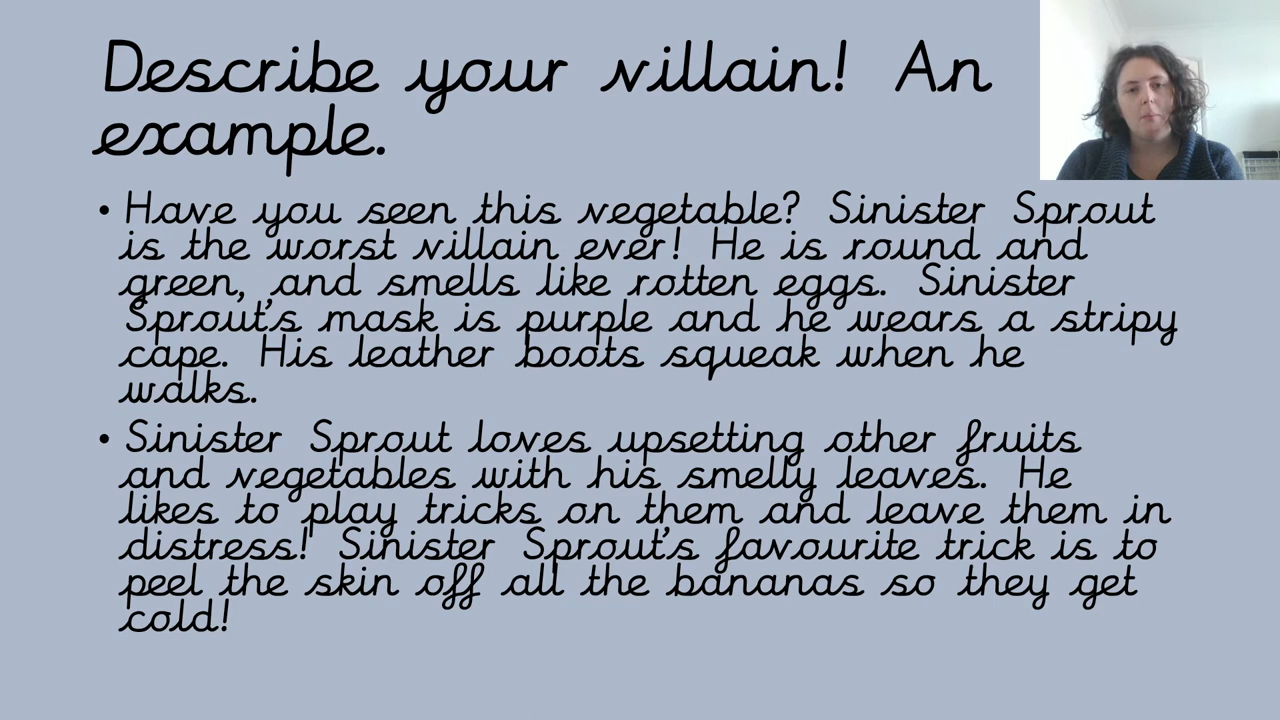 Describe your villain! An
example.
• Have you seen this vegetable? Sinister Sprout
is the worst villain ever! He is round and
green, and smells like rotten eggs. Sinister
Sprout's mask is purple and he wears a stripy
cape. His leather boots squeak when he
walks.
• Sinister Sprout loves upsetting other fruits
and vegetables with his smelly leaves. He
likes to play tricks on them and leave them in
distress! Sinister Sprout's favourite trick is to
peel the skin off all the bananas so they get
cold!